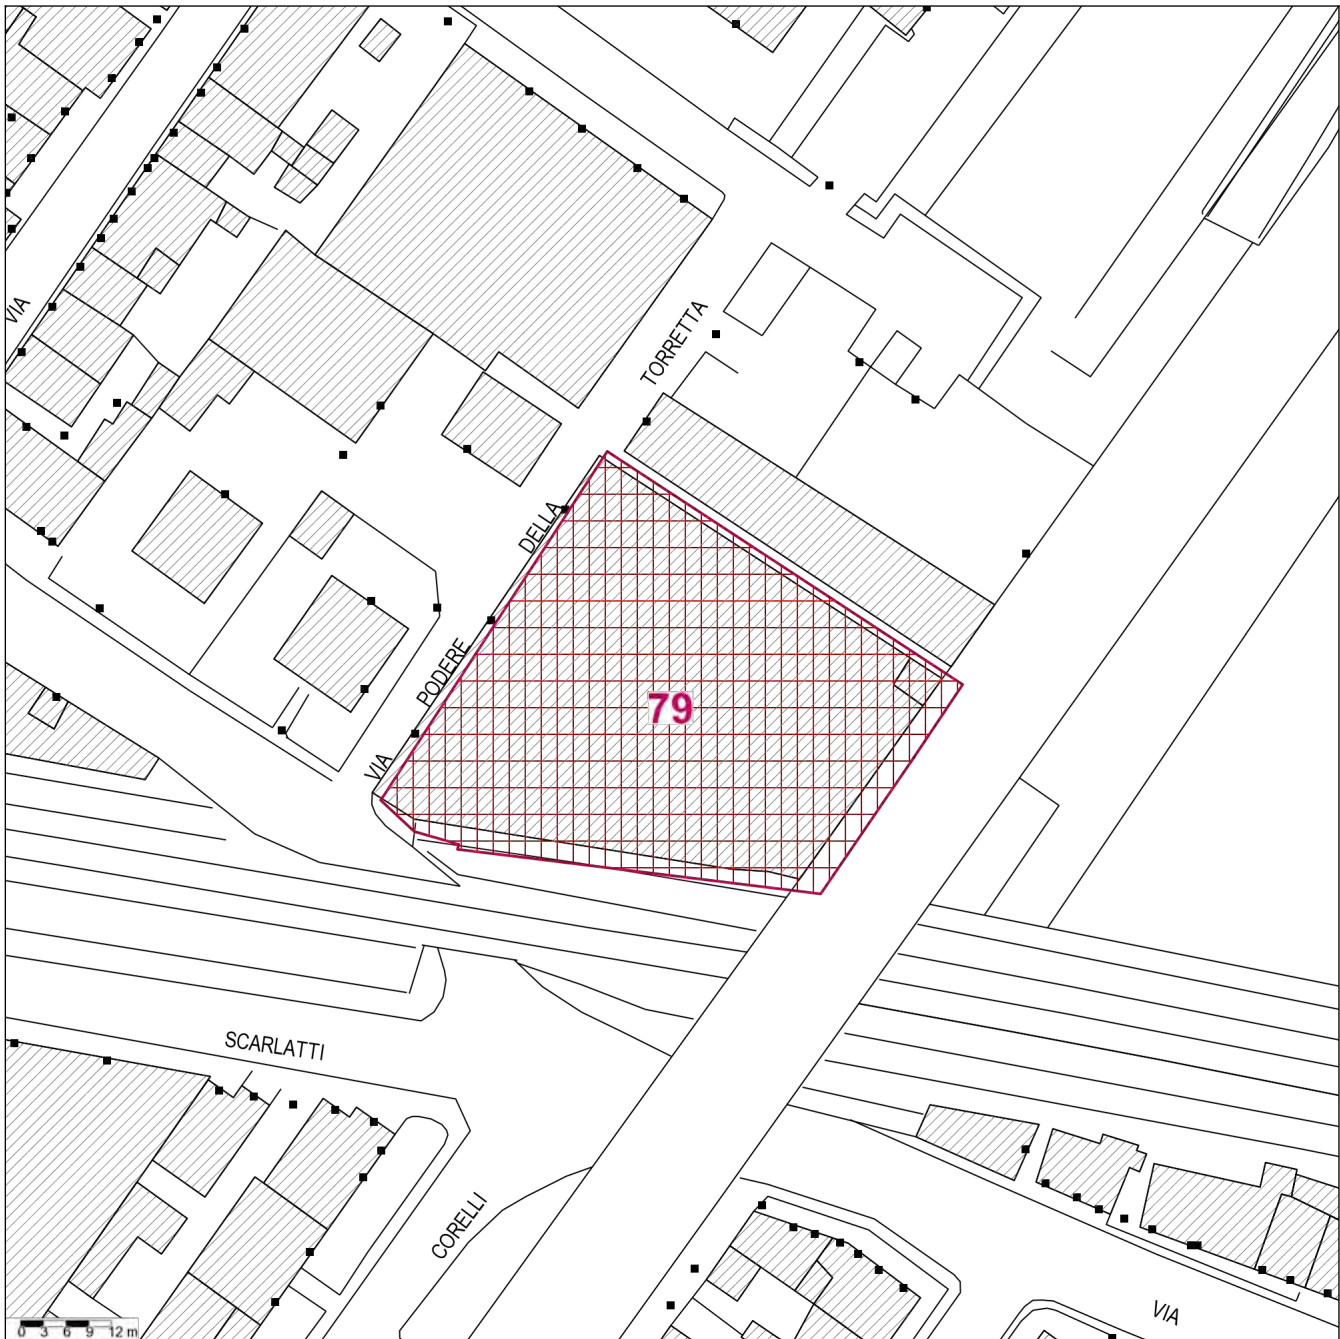 VIA
TORRETTA
DELLA
PODERE
VIA
79
SCARLATTI
CORELLI
VIA
0 3 6 9 12 m